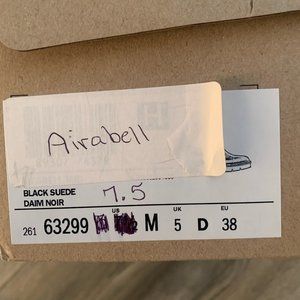 Airabell
BLACK SUEDE 7.5
DAIM NOIR US UK EU
261 63299 M 5 D 38